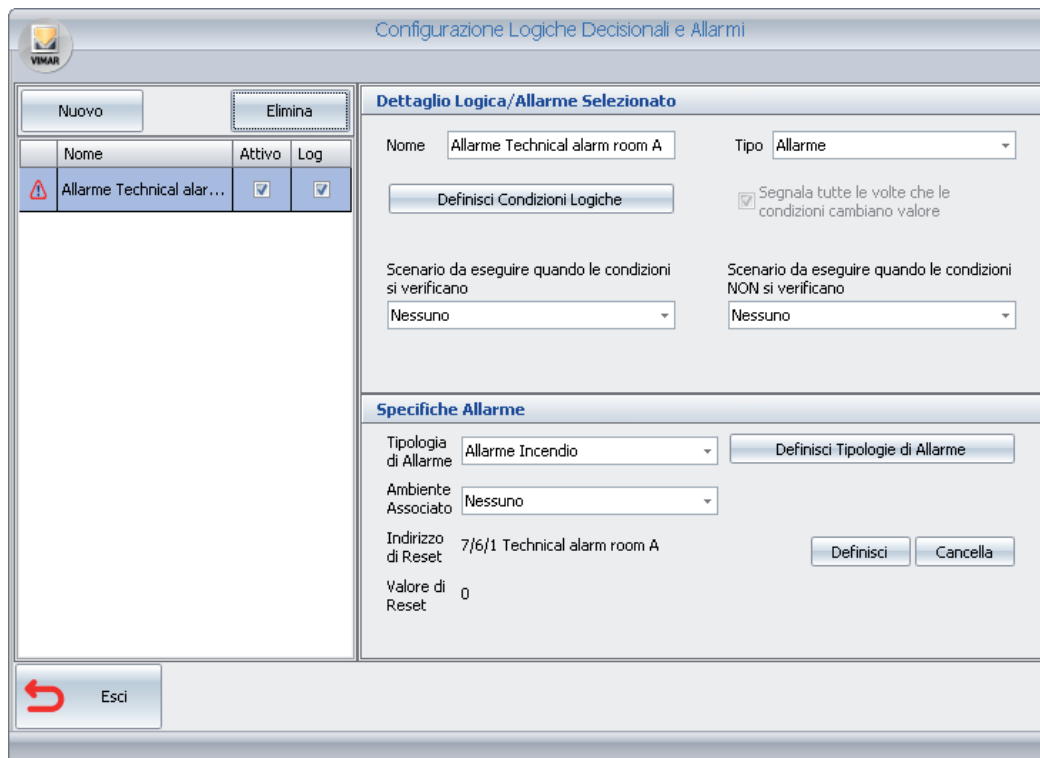 Configurazione Logiche Decisionali e Allarmi
VIMAR
Nuovo
Elimina
Nome Attivo Log
Allarme Technical alar...
Dettaglio Logica/Allarme Selezionato
Nome Allarme Technical alarm room A
Tipo Allarme
Definisci Condizioni Logiche
Segnala tutte le volte che le
condizioni cambiano valore
Scenario da eseguire quando le condizioni
si verificano
Nessuno
Scenario da eseguire quando le condizioni
NON si verificano
Nessuno
Specifiche Allarme
Tipologia
di Allarme
Allarme Incendio
Definisci Tipologie di Allarme
Ambiente
Associato
Nessuno
Indirizzo
di Reset
7/6/1 Technical alarm room A
Definisci
Cancella
Valore di
Reset
0
Esci